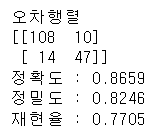 오차행렬
[[108  10]
 [ 14  47]]
정확도 : 0.8659
정밀도 : 0.8246
재현율 : 0.7705